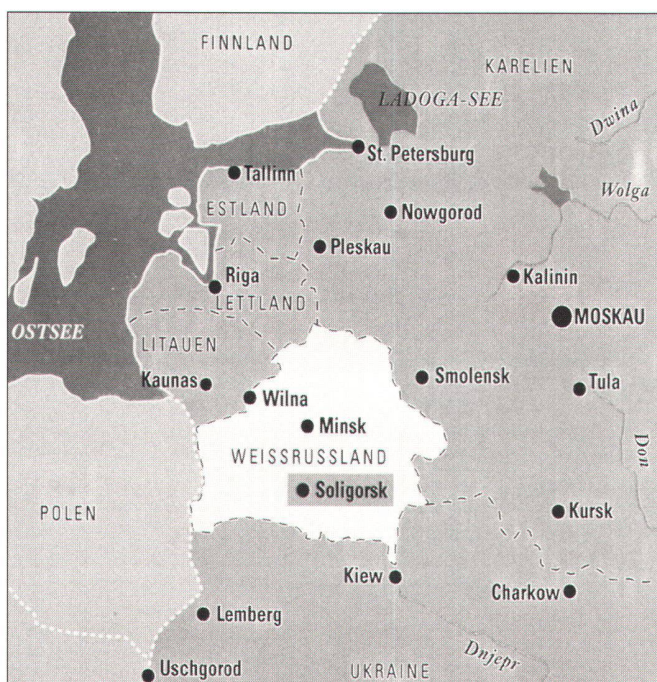 FINNLAND
KARELIEN
LADOGA-SEE
Dwina
St. Petersburg
Tallinn
Wolga
ESTLAND
Nowgorod
Pleskau
Riga
Kalinin
LETTLAND
MOSKAU
OSTSEE
LITAUEN
Kaunas
Smolensk
Tula
Wilna
Minsk
Don
WEISSRUSSLAND
Soligorsk
POLEN
Kursk
Kiew
Charkow
Lemberg
Dnjepr
Uschgorod
UKRAINE